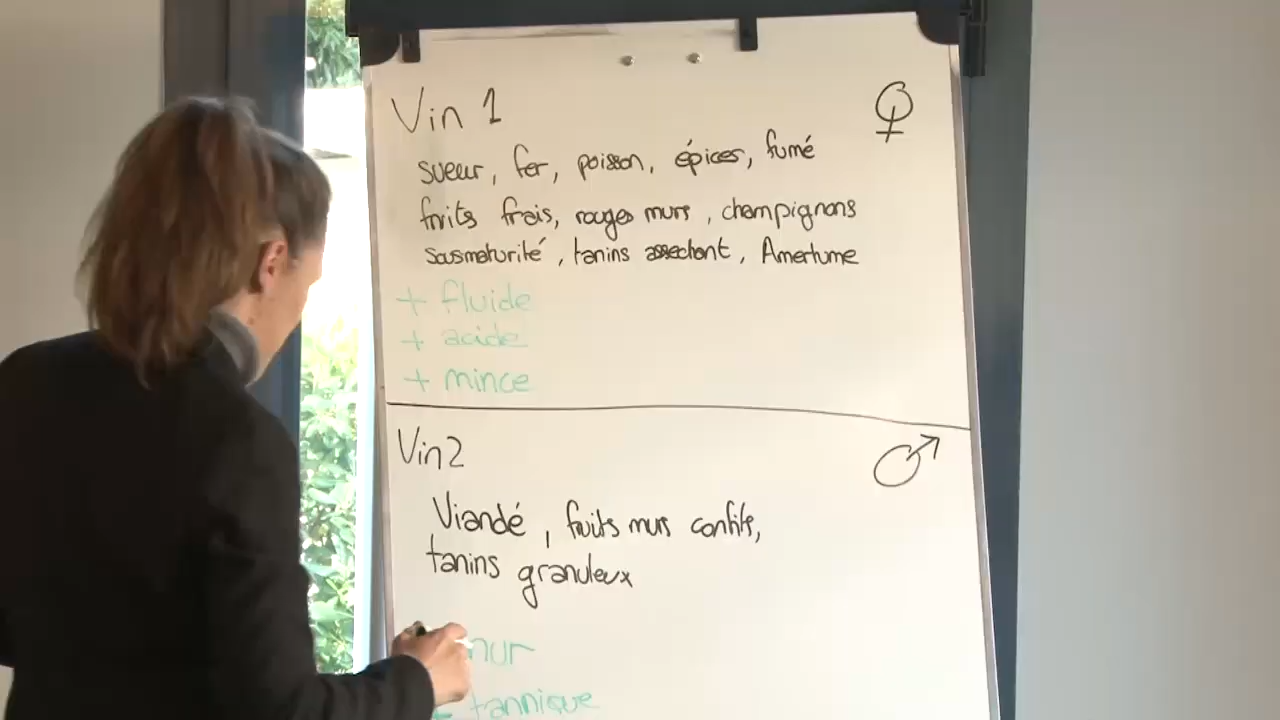 Vin 1
sueur, fer, poisson, épices, fumé
fruits frais, rouges murs, champignons
Sousmaturité, tanins assechant, Amertume
+ fluide
+ acide
+ mince
Vin 2
Viandé, fruits murs confits,
tanins granuleux
mur
+ tannique